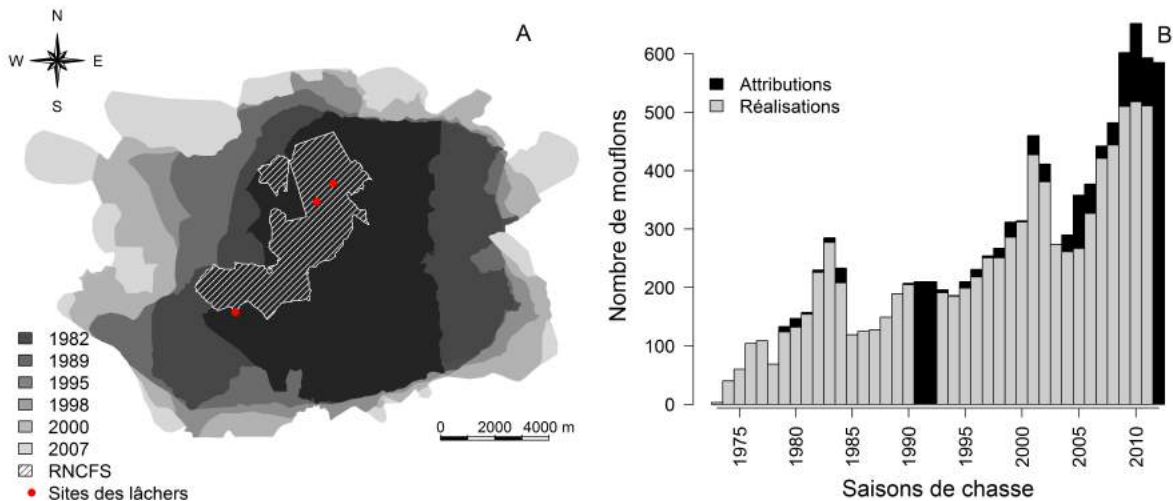 N
W E
S
A
1982
1989
1995
1998
2000
2007
RNCFS
Sites des lâchers
0 2000 4000 m
B
Attributions
Réalisations
Nombre de mouflons
600
500
400
300
200
100
0
1975 1980 1985 1990 1995 2000 2005 2010
Saisons de chasse